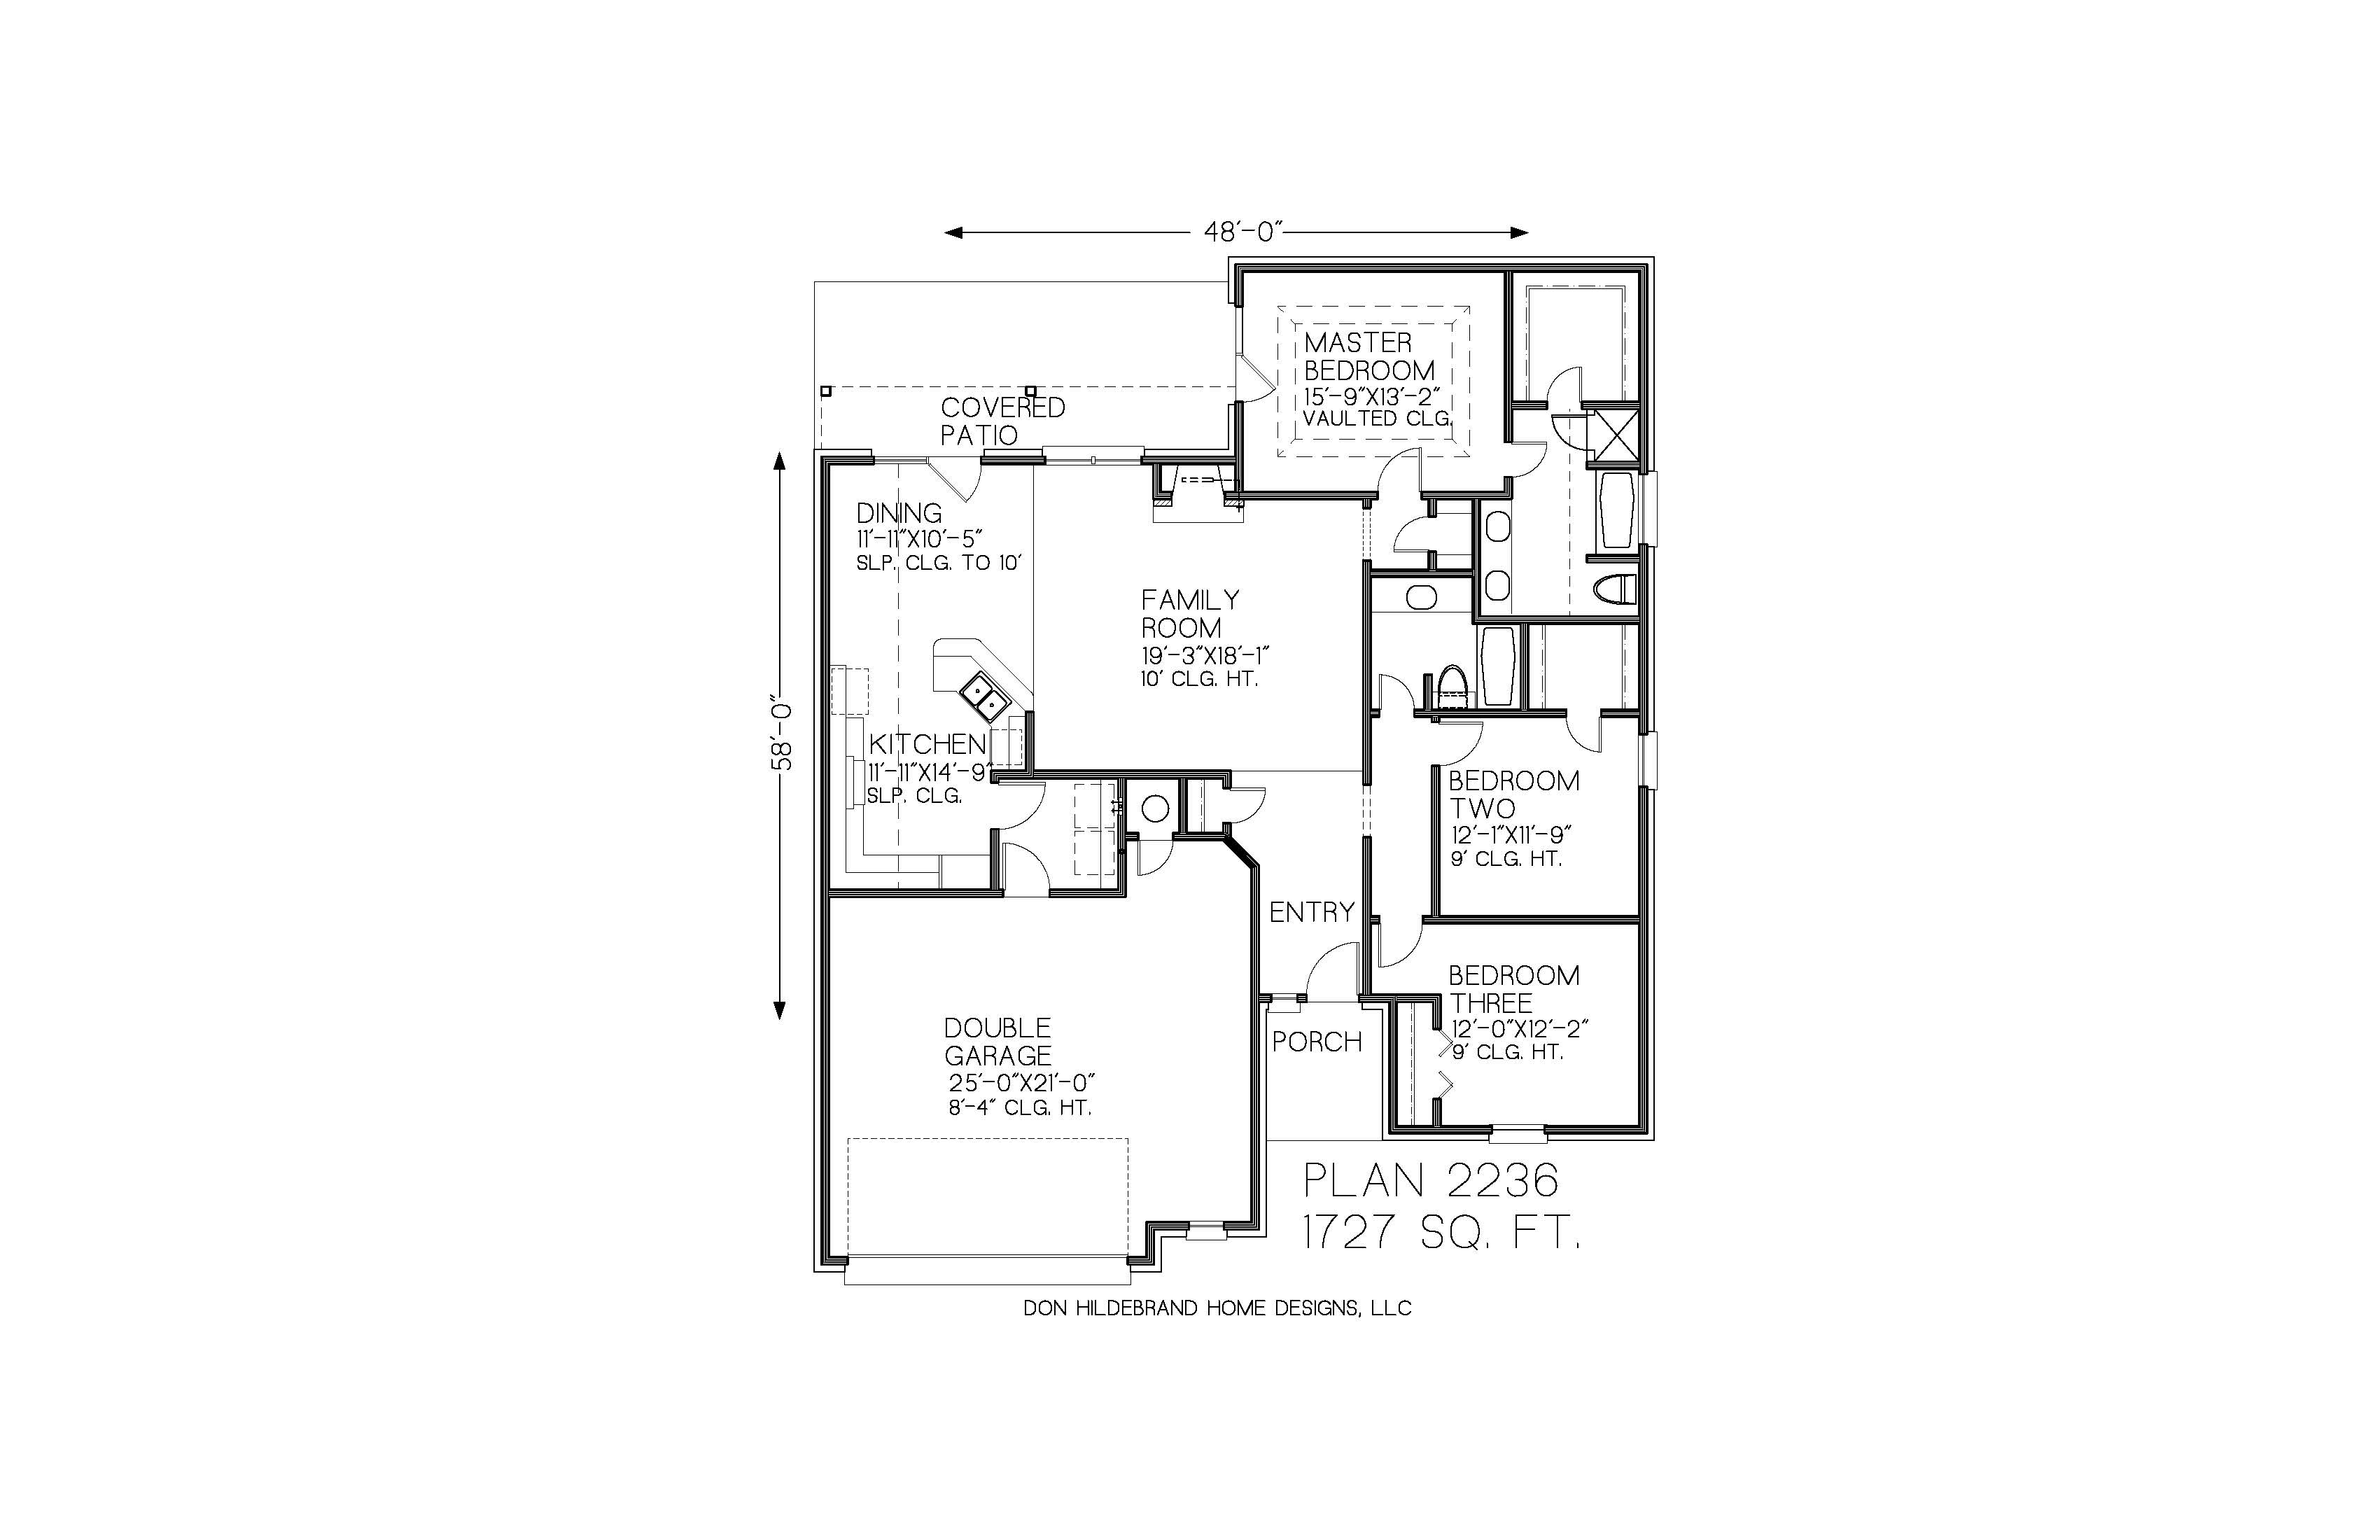 48'-0"
MASTER
BEDROOM
15'-9"X13'-2"
VAULTED CLG.
COVERED
PATIO
DINING
11'-11"X10'-5"
SLP. CLG. TO 10'
FAMILY
ROOM
19'-3"X18'-1"
10' CLG. HT.
58'-0"
KITCHEN
11'-11"X14'-9"
SLP. CLG.
BEDROOM
TWO
12'-1"X11'-9"
9' CLG. HT.
ENTRY
BEDROOM
THREE
12'-0"X12'-2"
9' CLG. HT.
DOUBLE
GARAGE
25'-0"X21'-0"
8'-4" CLG. HT.
PORCH
PLAN 2236
1727 SQ. FT.
DON HILDEBRAND HOME DESIGNS, LLC